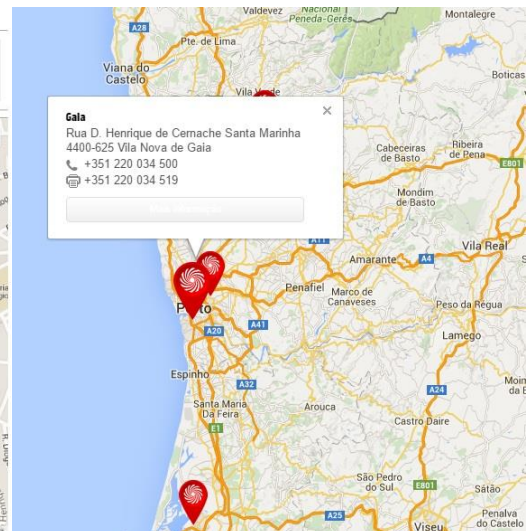 Valdevez
Nacional
Peneda-Gerês
Montalegre
A28
Pte. de Lima
Viana do
Castelo
Boticas
Vila Verde
Gaia
Rua D. Henrique de Cernache Santa Marinha
4400-625 Vila Nova de Gaia
+351 220 034 500
+351 220 034 519
Cabeceiras
de Basto
Ribeira
de Pena
E801
Mondim
de Basto
A11
Vila Real
Amarante
A4
Penafiel
Marco de
Canaveses
Peso da Régua
Porto
A20
A41
Lamego
Espinho
A32
A24
Santa Maria
Da Feira
Arouca
Castro Daire
E1
São Pedro
do Sul
E801
Sátão
A25
Viseu
Penalva
do Castelo